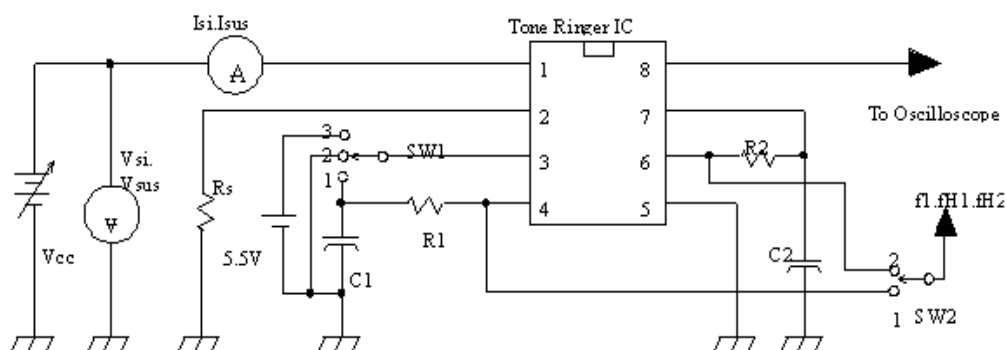 Isi.Isus
Tone Ringer IC
A
1 8
2 7
To Oscilloscope
3
2 SW1 3 6 R2
1
Vsi.
Vsus
Rs
4 5
f1.fH1.fH2
V
R1
Vcc
5.5V
C1
C2
2
1 SW2